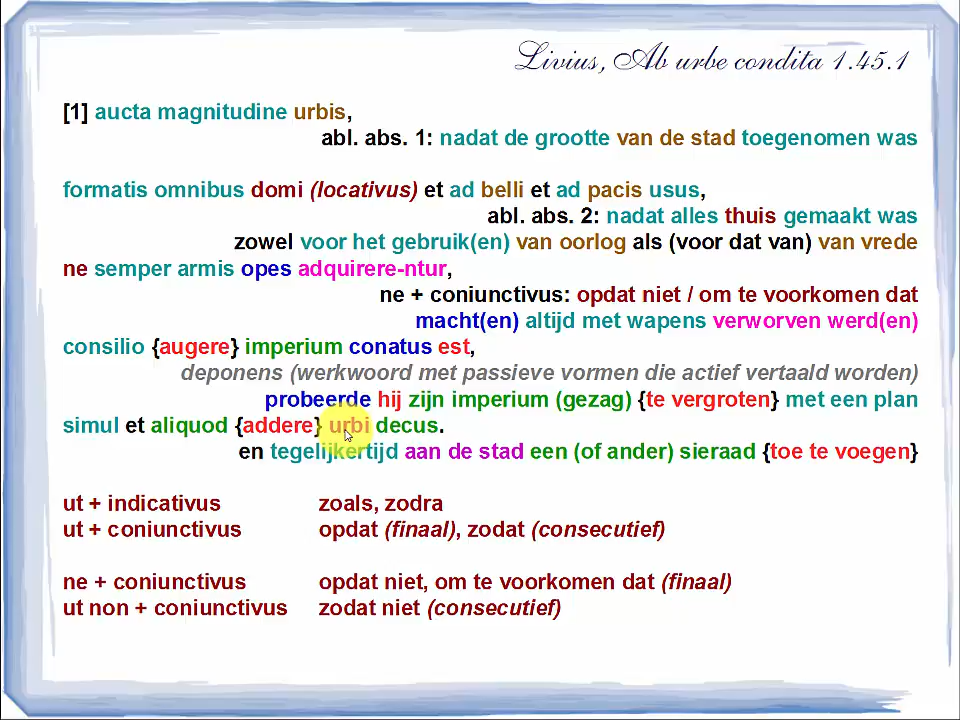 Livius, Ab urbe condita 1.45.1
[1] aucta magnitudine urbis,
abl. abs. 1: nadat de grootte van de stad toegenomen was
formatis omnibus domi (locativus) et ad belli et ad pacis usus,
abl. abs. 2: nadat alles thuis gemaakt was
zowel voor het gebruik(en) van oorlog als (voor dat van) van vrede
ne semper armis opes adquirere-ntur,
ne + coniunctivus: opdat niet / om te voorkomen dat
macht(en) altijd met wapens verworven werd(en)
consilio {augere} imperium conatus est,
deponens (werkwoord met passieve vormen die actief vertaald worden)
probeerde hij zijn imperium (gezag) {te vergroten} met een plan
simul et aliquod {addere} urbi decus.
en tegelijkertijd aan de stad een (of ander) sieraad {toe te voegen}
ut + indicativus zoals, zodra
ut + coniunctivus opdat (finaal), zodat (consecutief)
ne + coniunctivus opdat niet, om te voorkomen dat (finaal)
ut non + coniunctivus zodat niet (consecutief)